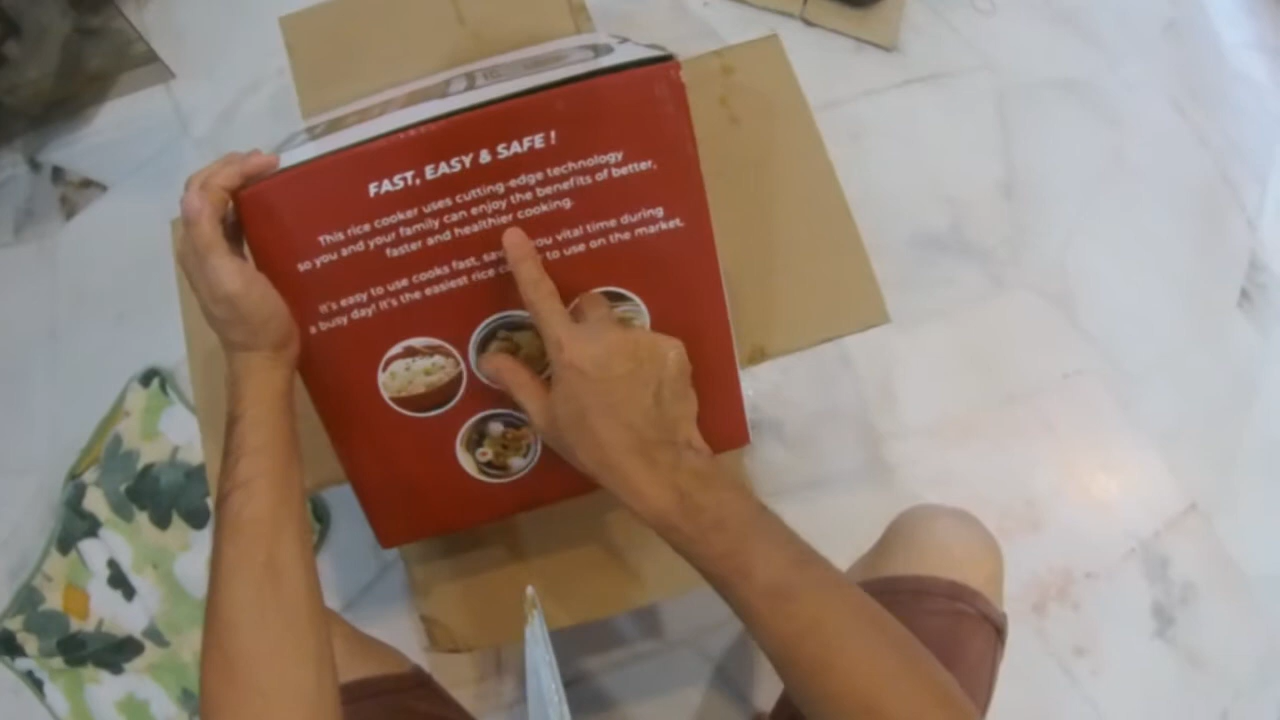 FAST, EASY & SAFE !
This rice cooker uses cutting-edge technology
so you and your family can enjoy the benefits of better,
faster and healthier cooking.
It's easy to use cooks fast, you vital time during
a busy day! It's the easiest rice to use on the market.